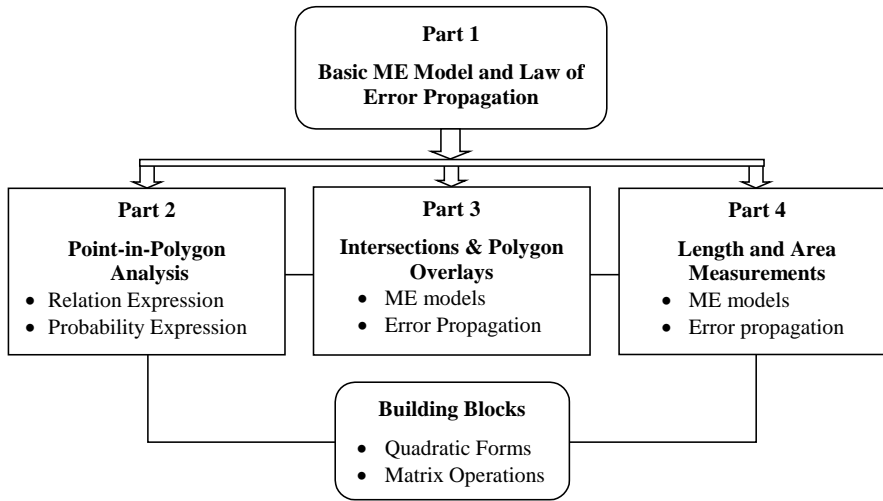 Part 1
Basic ME Model and Law of
Error Propagation
Part 2
Point-in-Polygon
Analysis
• Relation Expression
• Probability Expression
Part 3
Intersections & Polygon
Overlays
• ME models
• Error Propagation
Part 4
Length and Area
Measurements
• ME models
• Error propagation
Building Blocks
• Quadratic Forms
• Matrix Operations